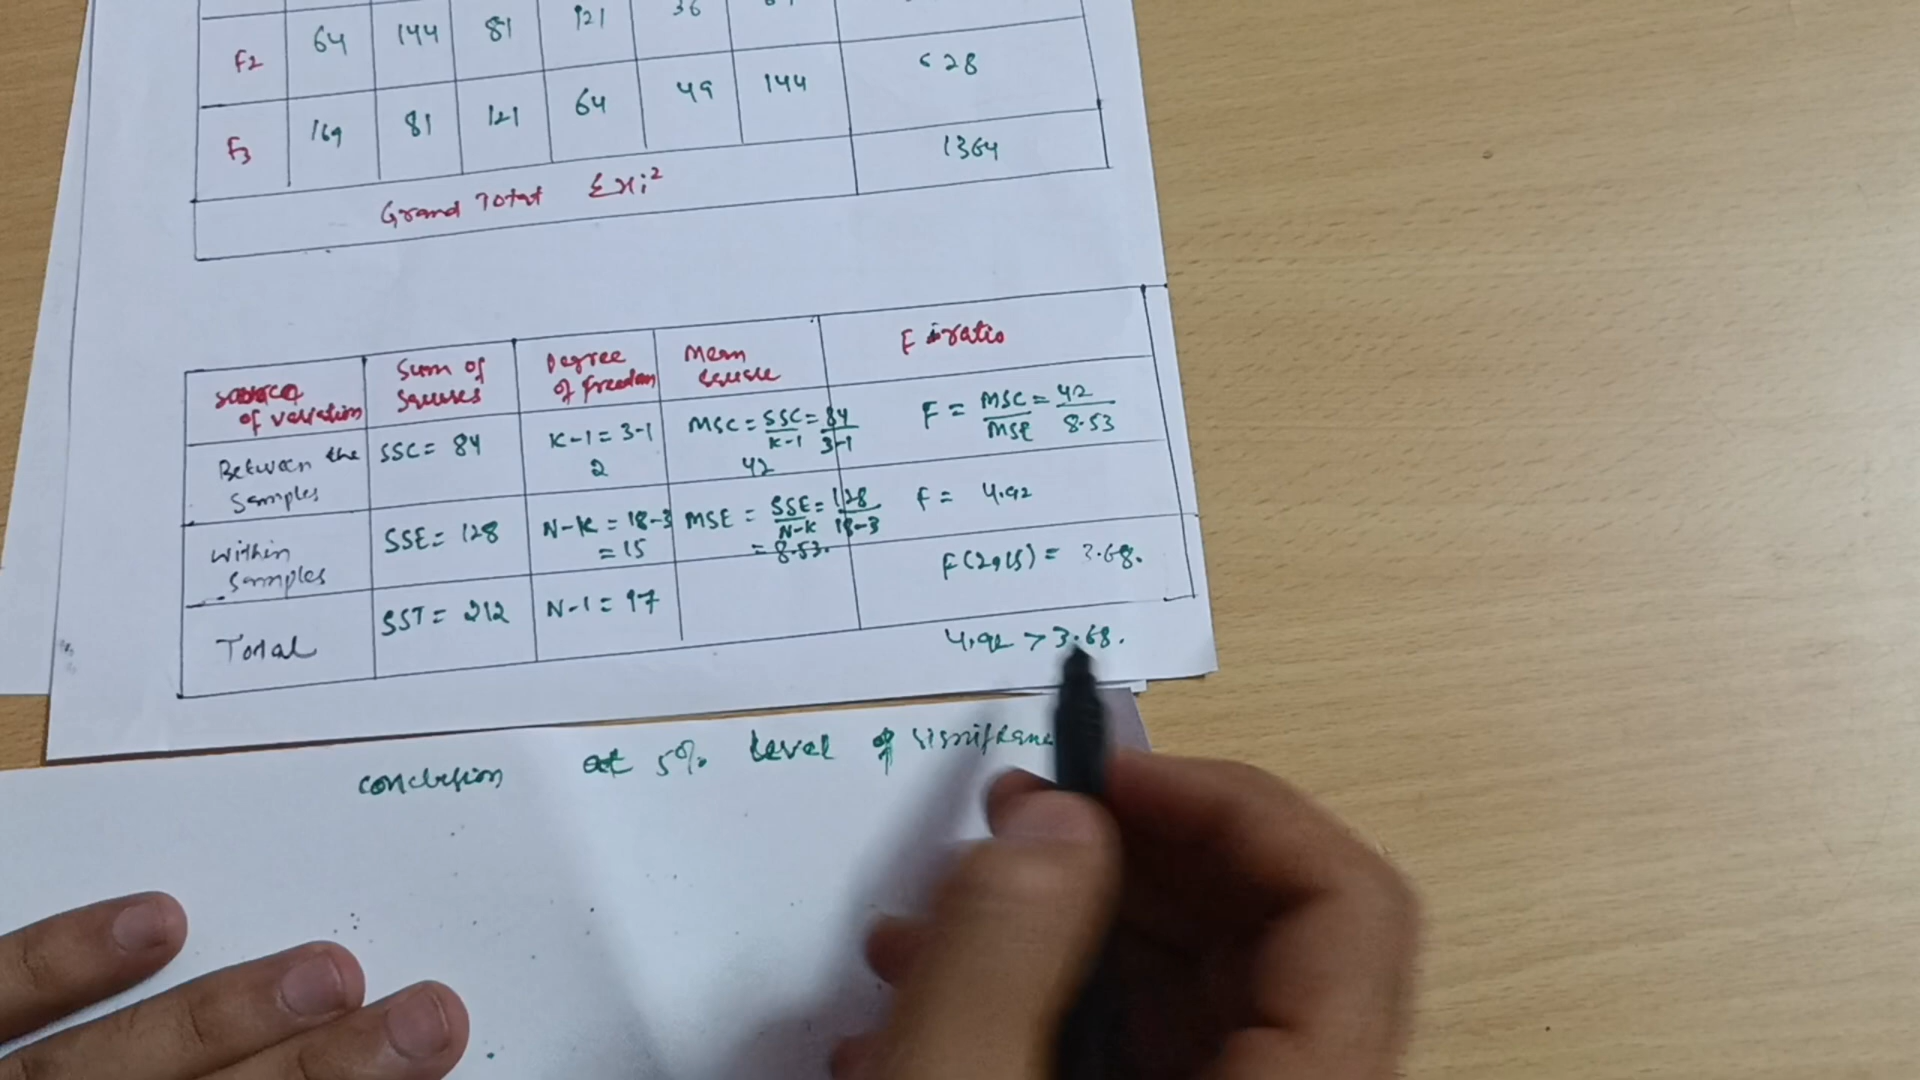 F2 64 144 81 121 36
F3 169 81 121 64 49 144 628
Grand Total Σxi² 1364
source of variation Sum of Squares Degree of freedom Mean square F ratio
Between the Samples SSC = 84 K-1 = 3-1 2 MSC = SSC/K-1 = 84/3-1 42 F = MSC/MSE = 42/8.53
within Samples SSE = 128 N-K = 18-3 = 15 MSE = SSE/N-K = 128/18-3 = 8.53. F = 4.92
F(2,15) = 3.68.
Total SST = 212 N-1 = 17
4.92 > 3.68.
conclusion at 5% level of